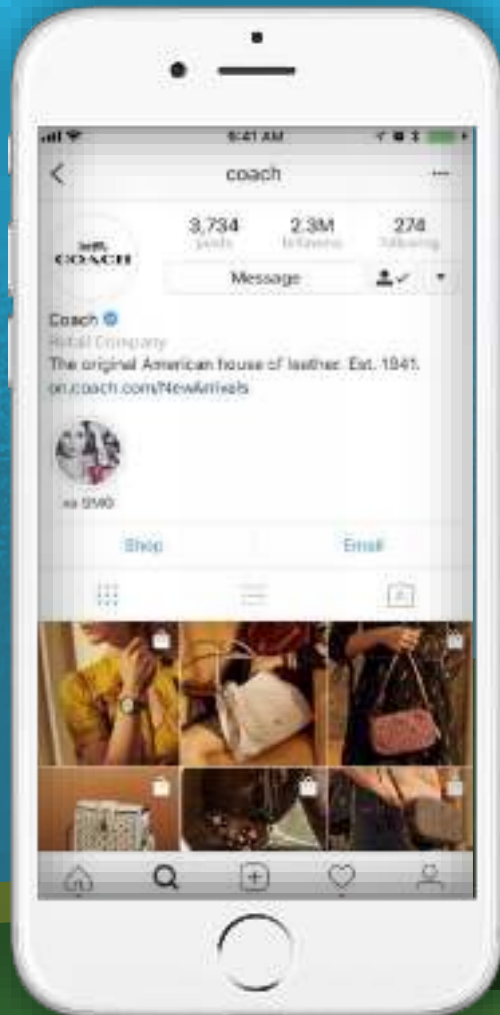 9:41 AM
coach
3,734 2.3M 274
posts followers following
COACH
Message
Coach
Retail Company
The original American house of leather. Est. 1941.
on.coach.com/NewArrivals
Shop Email